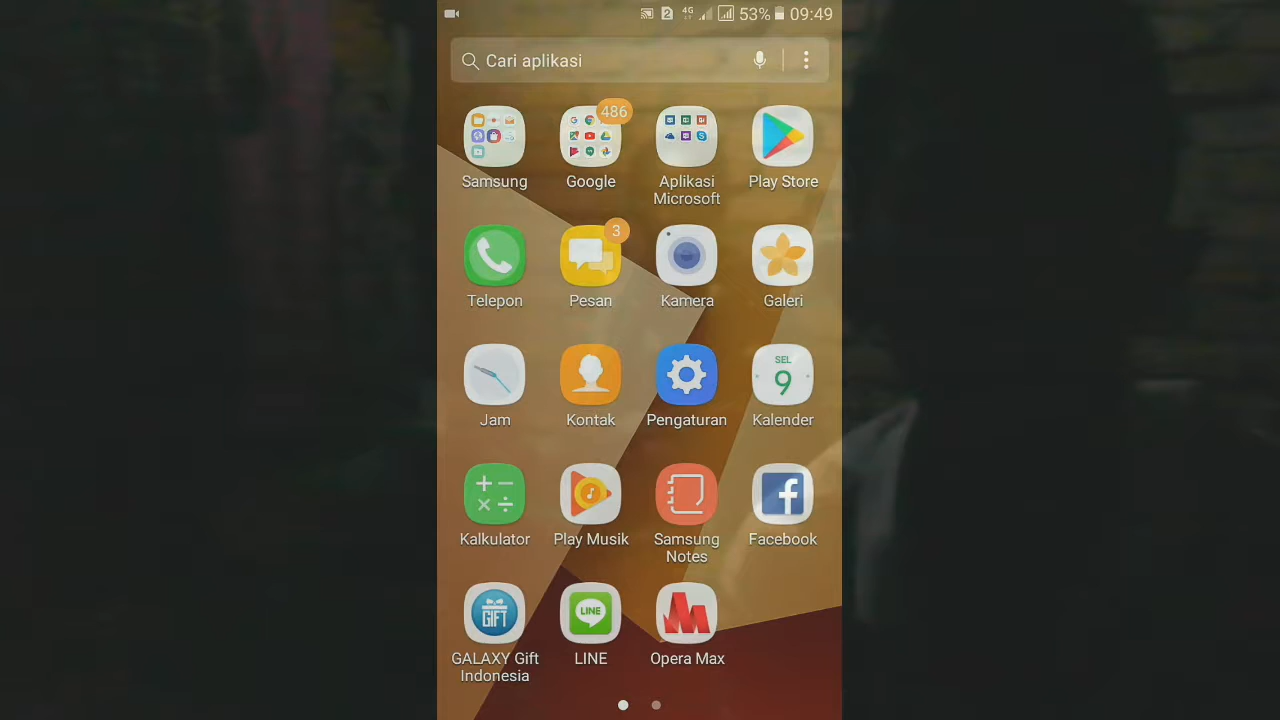 4G 53% 09:49
Cari aplikasi
486
Samsung Google Aplikasi Microsoft Play Store
3
Telepon Pesan Kamera Galeri
SEL
9
Jam Kontak Pengaturan Kalender
Kalkulator Play Musik Samsung Notes Facebook
GIFT LINE
GALAXY Gift Indonesia LINE Opera Max